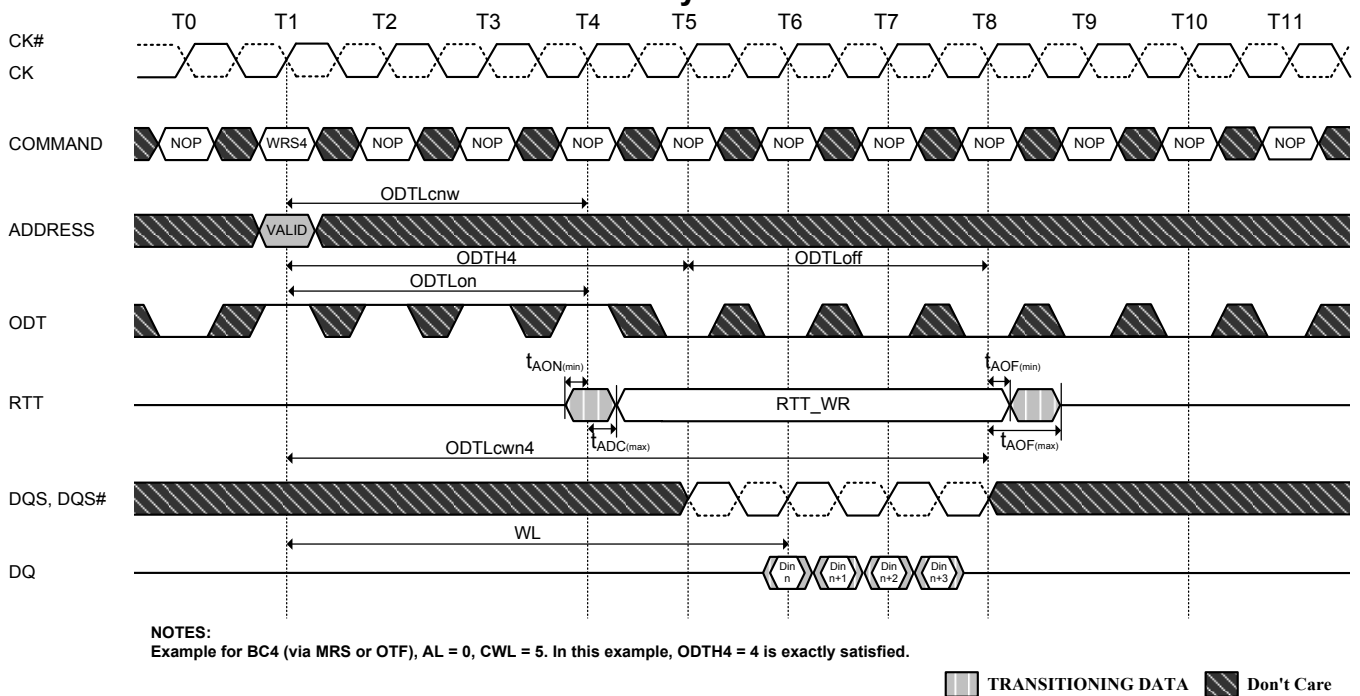 T0 T1 T2 T3 T4 T5 T6 T7 T8 T9 T10 T11
CK#
CK
COMMAND NOP WRS4 NOP NOP NOP NOP NOP NOP NOP NOP NOP NOP
ODTLcnw
ADDRESS VALID
ODTH4 ODTLoff
ODTLon
ODT
tAON(min) tAOF(min)
RTT RTT_WR
tADC(max) tAOF(max)
ODTLcwn4
DQS, DQS#
WL
DQ Din n Din n+1 Din n+2 Din n+3
NOTES:
Example for BC4 (via MRS or OTF), AL = 0, CWL = 5. In this example, ODTH4 = 4 is exactly satisfied.
TRANSITIONING DATA Don't Care